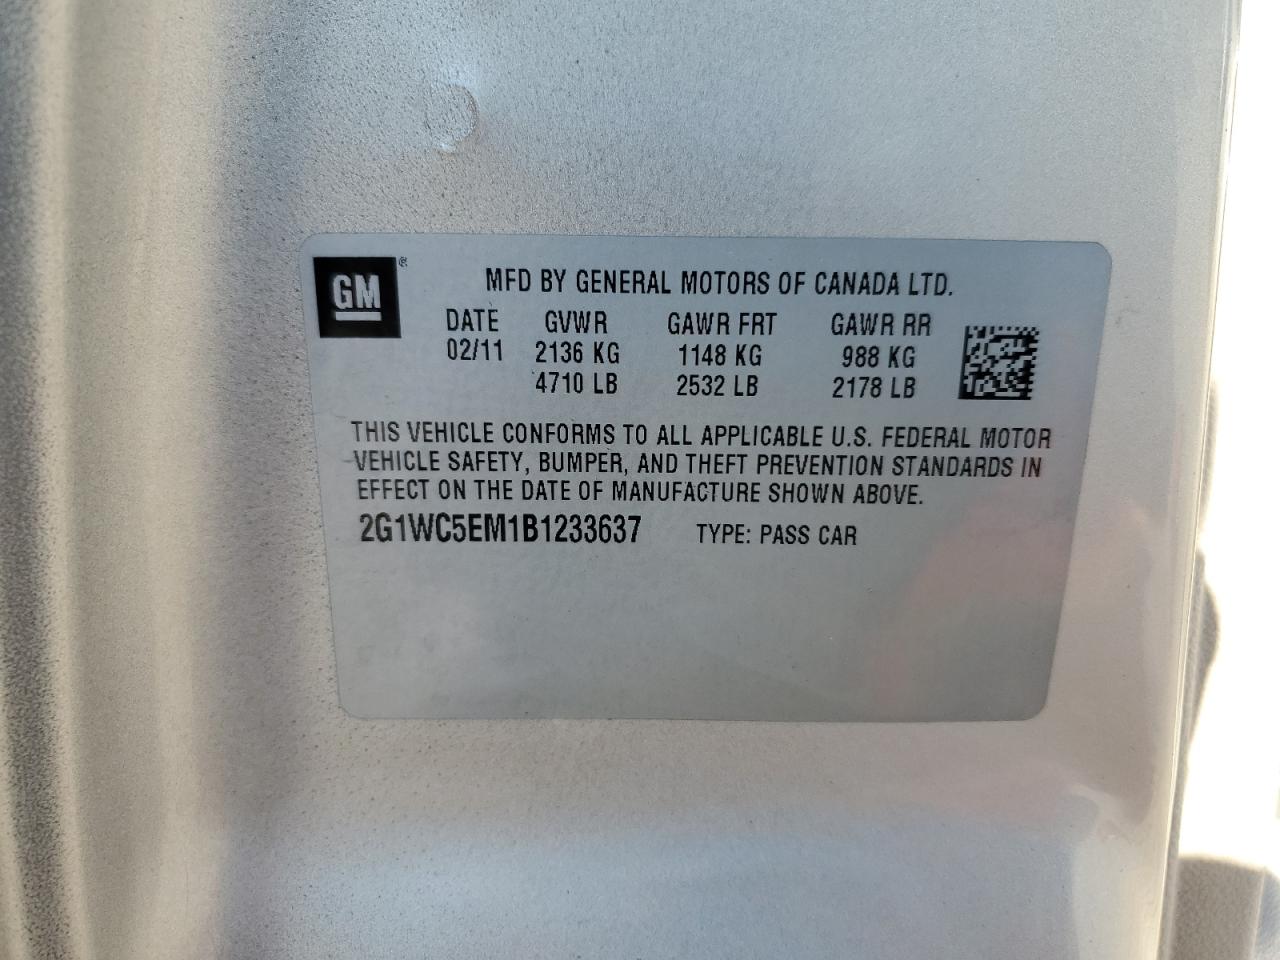 GM®
MFD BY GENERAL MOTORS OF CANADA LTD.
DATE GVWR GAWR FRT GAWR RR
02/11 2136 KG 1148 KG 988 KG
4710 LB 2532 LB 2178 LB
THIS VEHICLE CONFORMS TO ALL APPLICABLE U.S. FEDERAL MOTOR
VEHICLE SAFETY, BUMPER, AND THEFT PREVENTION STANDARDS IN
EFFECT ON THE DATE OF MANUFACTURE SHOWN ABOVE.
2G1WC5EM1B1233637 TYPE: PASS CAR